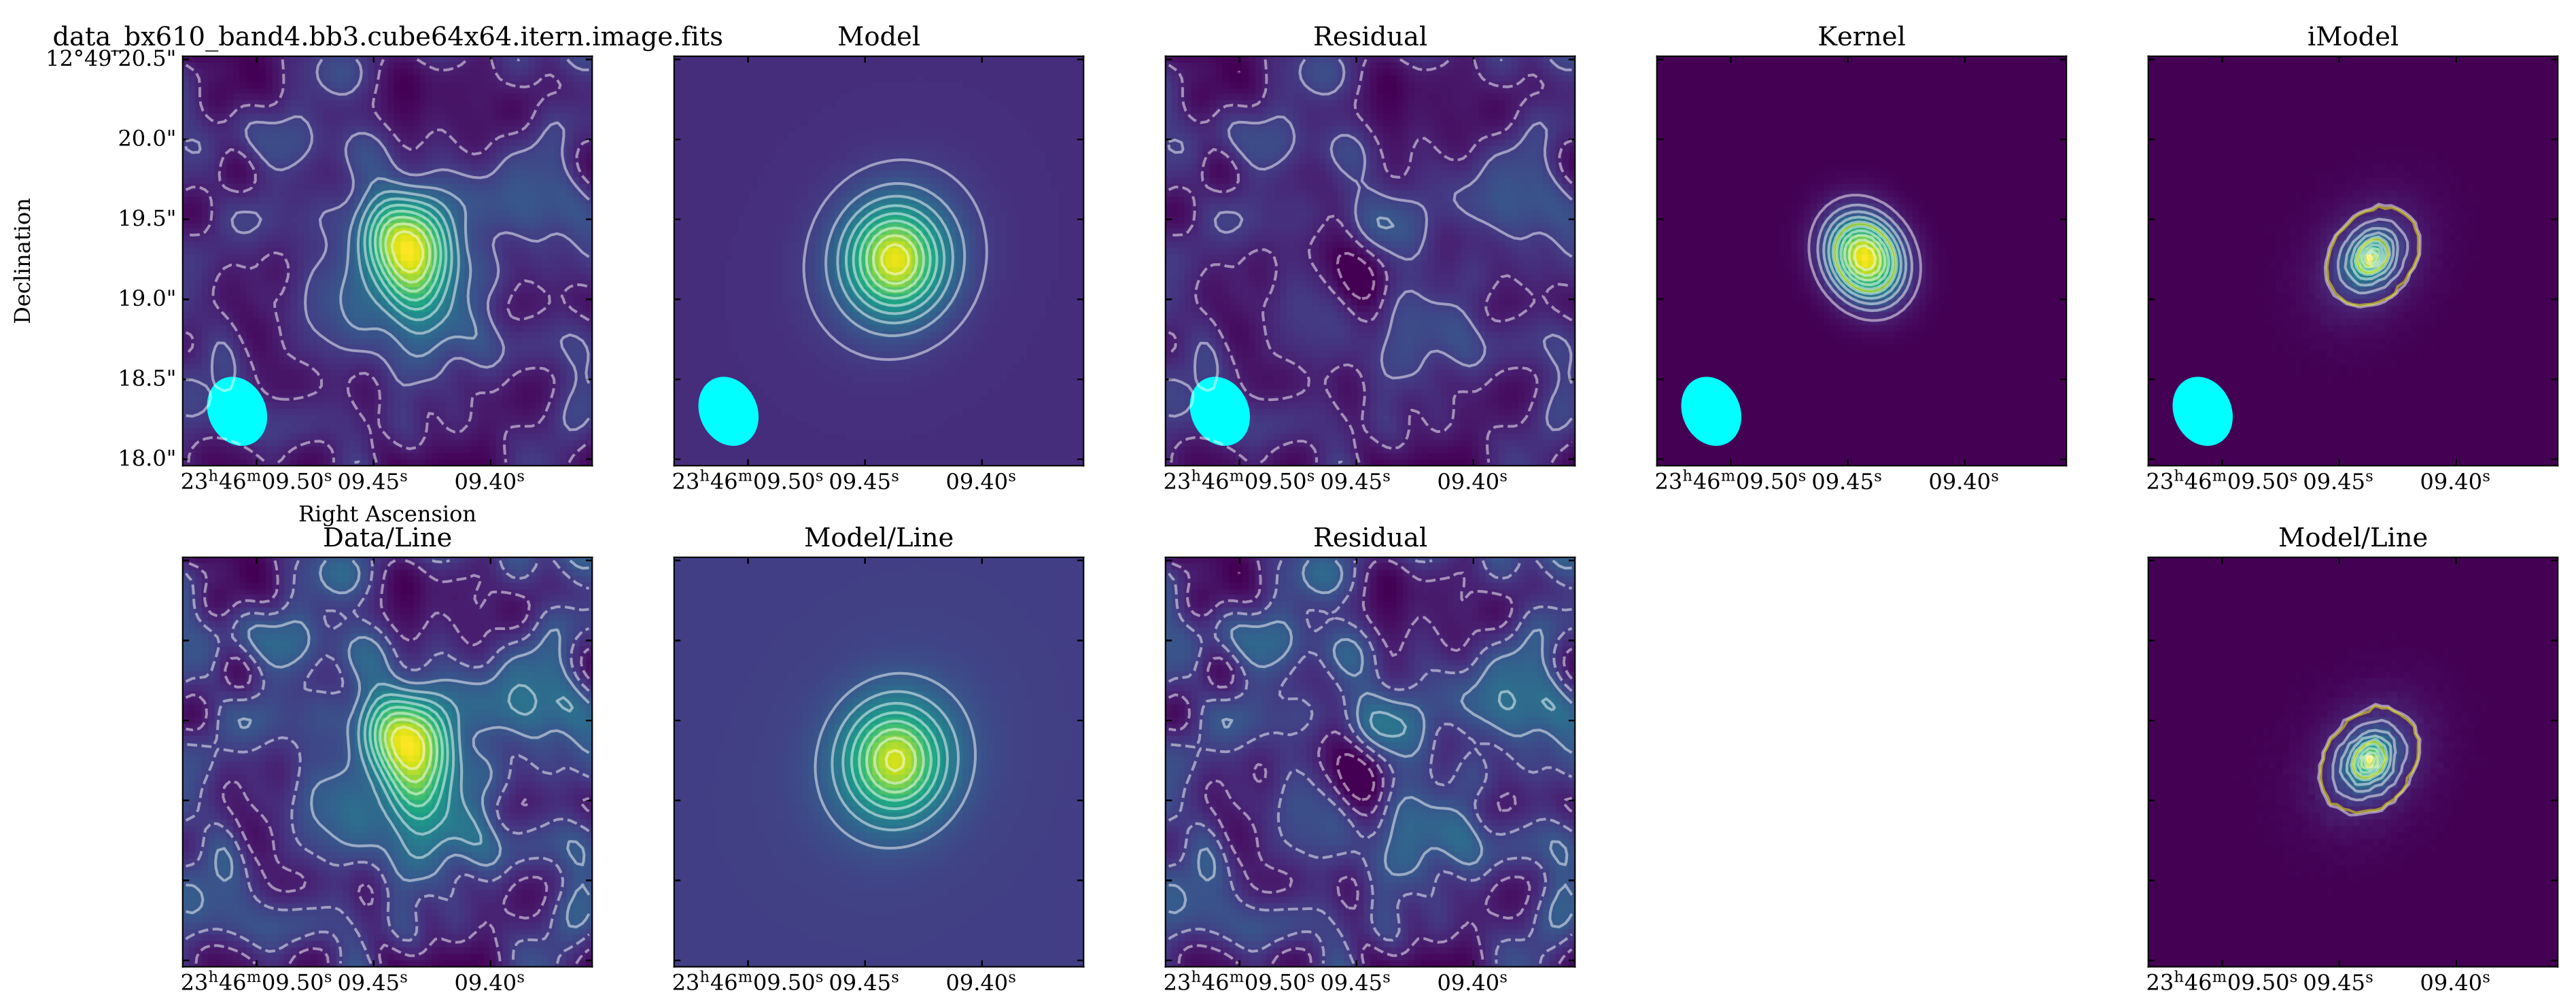 data_bx610_band4.bb3.cube64x64.itern.image.fits
Model
Residual
Kernel
iModel
12°49'20.5"
20.0"
19.5"
19.0"
18.5"
18.0"
Declination
23h46m09.50s 09.45s 09.40s
23h46m09.50s 09.45s 09.40s
23h46m09.50s 09.45s 09.40s
23h46m09.50s 09.45s 09.40s
23h46m09.50s 09.45s 09.40s
Right Ascension
Data/Line
Model/Line
Residual
Model/Line
23h46m09.50s 09.45s 09.40s
23h46m09.50s 09.45s 09.40s
23h46m09.50s 09.45s 09.40s
23h46m09.50s 09.45s 09.40s